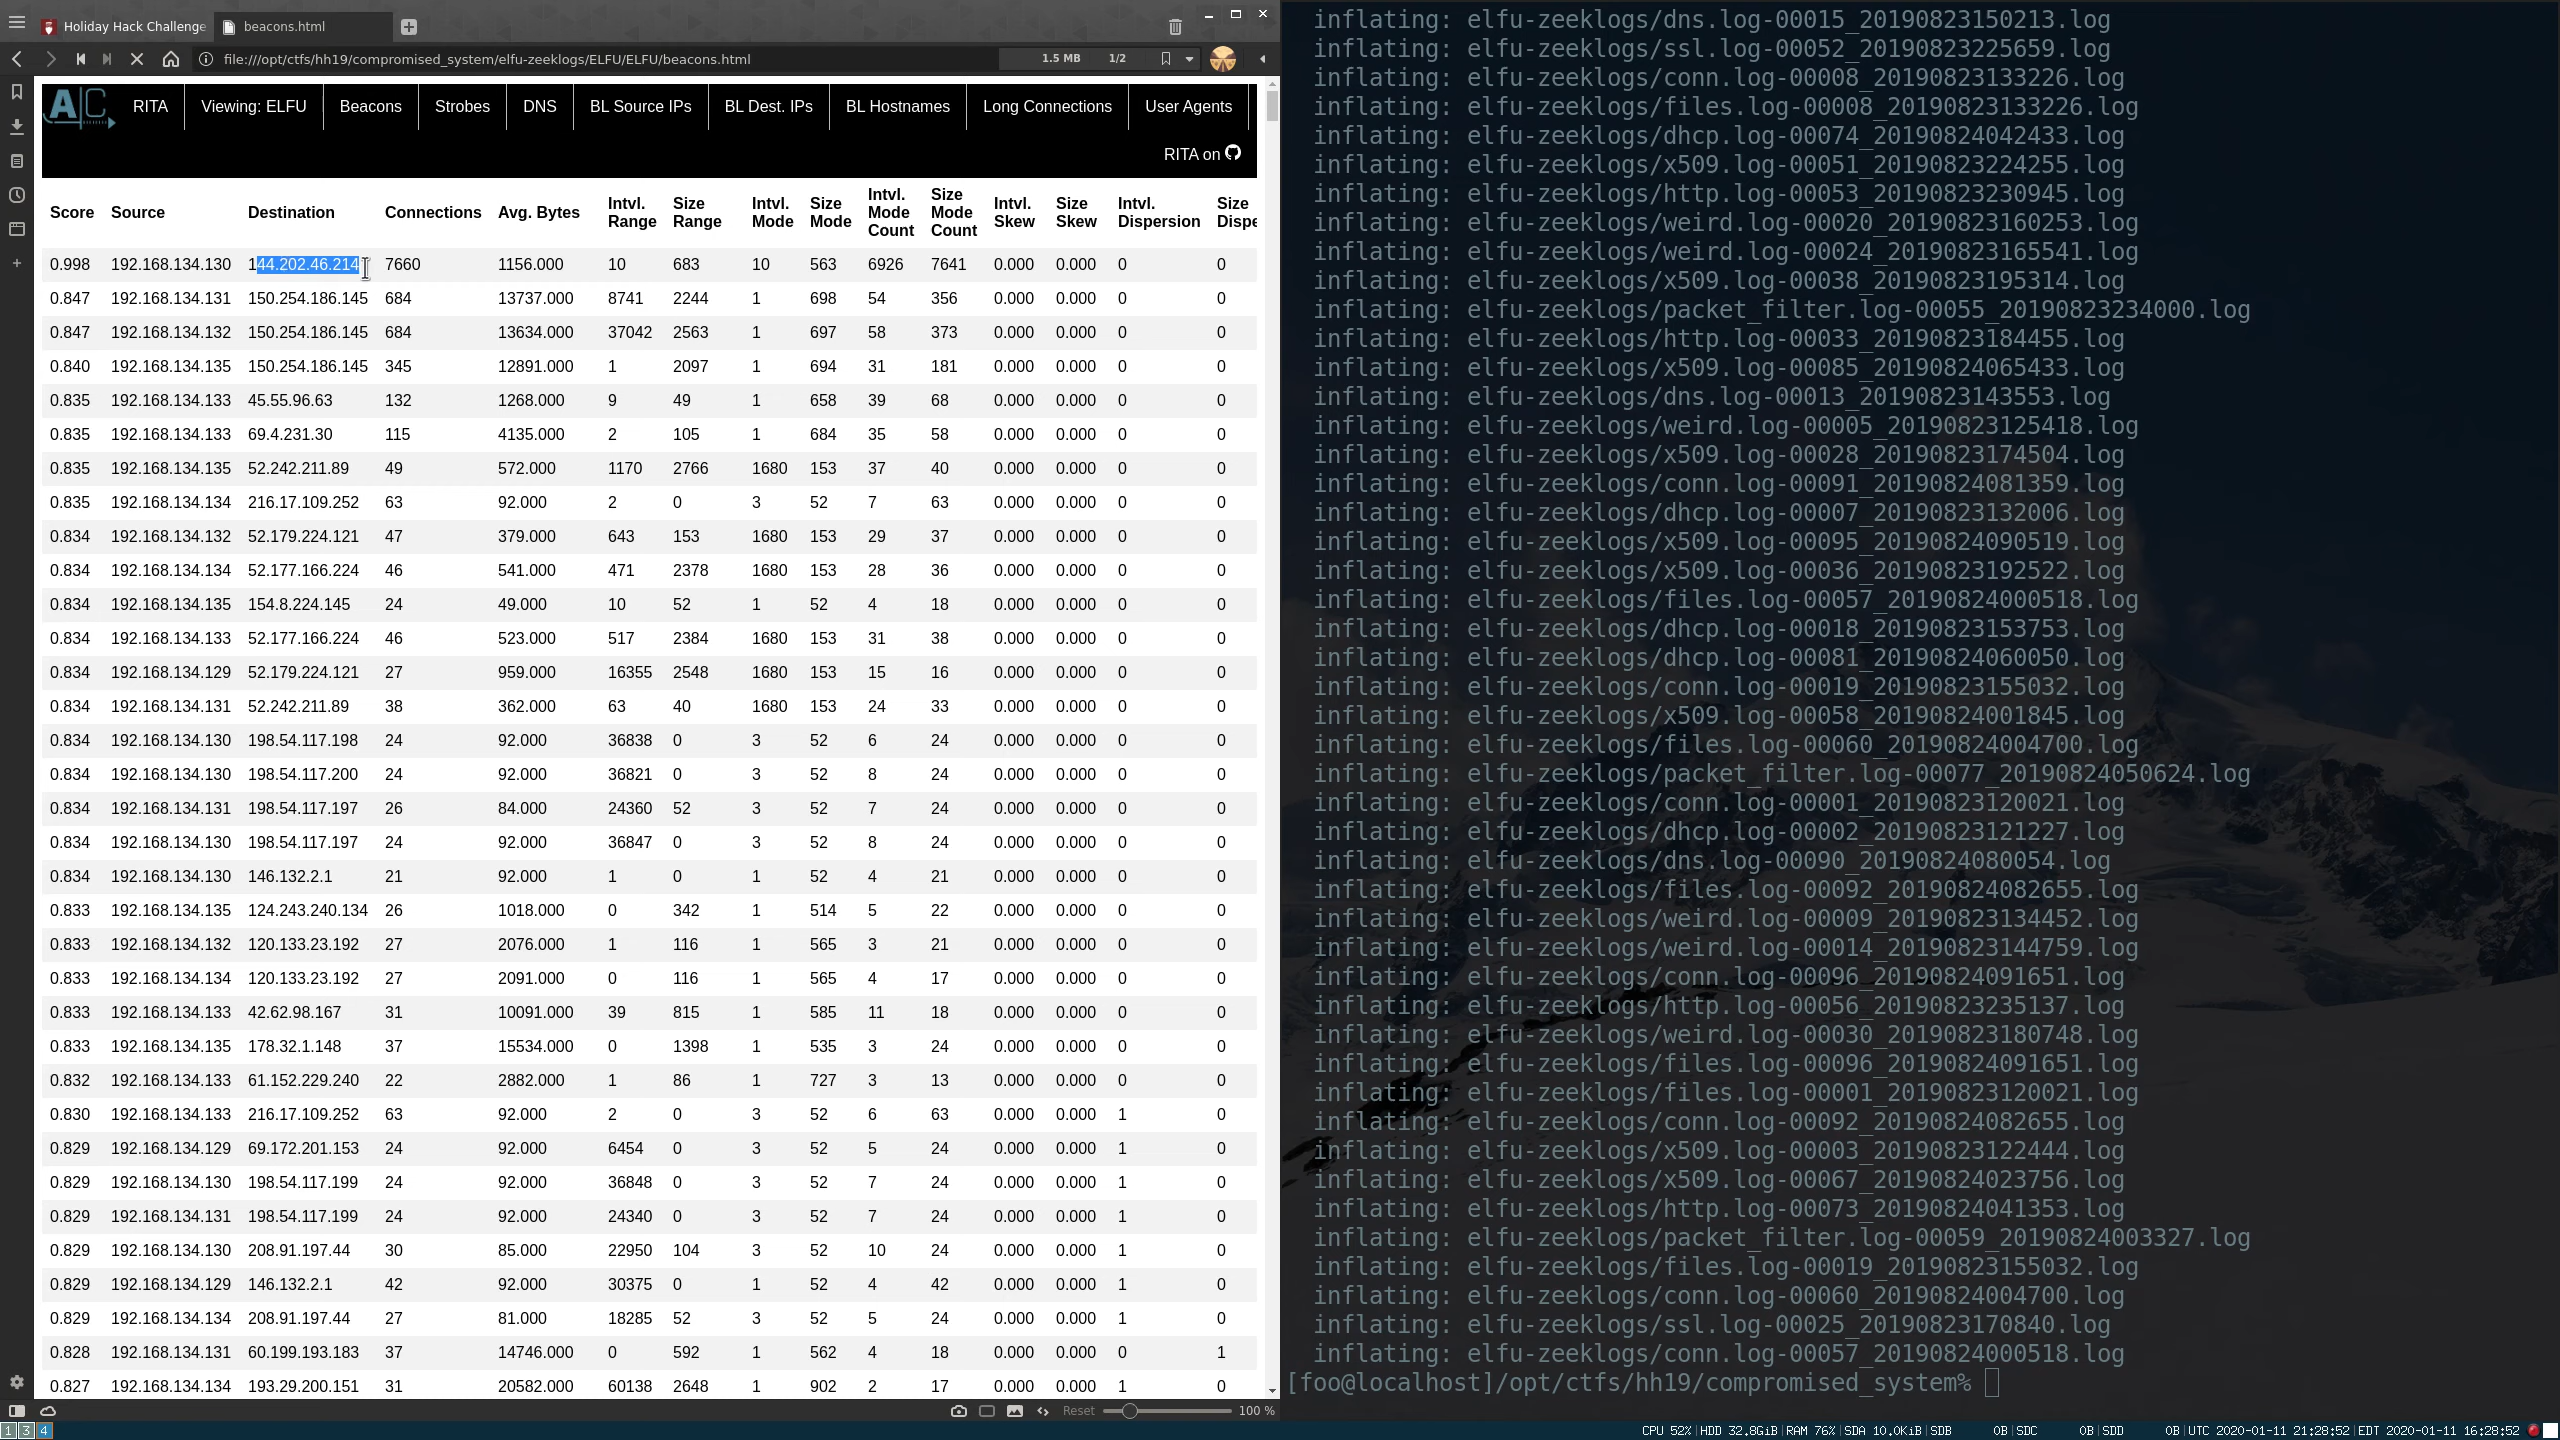 Holiday Hack Challenge
beacons.html
file:///opt/ctfs/hh19/compromised_system/elfu-zeeklogs/ELFU/ELFU/beacons.html
1.5 MB 1/2
A|C RITA Viewing: ELFU Beacons Strobes DNS BL Source IPs BL Dest. IPs BL Hostnames Long Connections User Agents
RITA on
Score Source Destination Connections Avg. Bytes Intvl. Range Size Range Intvl. Mode Size Mode Intvl. Mode Count Size Mode Count Intvl. Skew Size Skew Intvl. Dispersion Size Dispe
0.998 192.168.134.130 144.202.46.214 7660 1156.000 10 683 10 563 6926 7641 0.000 0.000 0 0
0.847 192.168.134.131 150.254.186.145 684 13737.000 8741 2244 1 698 54 356 0.000 0.000 0 0
0.847 192.168.134.132 150.254.186.145 684 13634.000 37042 2563 1 697 58 373 0.000 0.000 0 0
0.840 192.168.134.135 150.254.186.145 345 12891.000 1 2097 1 694 31 181 0.000 0.000 0 0
0.835 192.168.134.133 45.55.96.63 132 1268.000 9 49 1 658 39 68 0.000 0.000 0 0
0.835 192.168.134.133 69.4.231.30 115 4135.000 2 105 1 684 35 58 0.000 0.000 0 0
0.835 192.168.134.135 52.242.211.89 49 572.000 1170 2766 1680 153 37 40 0.000 0.000 0 0
0.835 192.168.134.134 216.17.109.252 63 92.000 2 0 3 52 7 63 0.000 0.000 0 0
0.834 192.168.134.132 52.179.224.121 47 379.000 643 153 1680 153 29 37 0.000 0.000 0 0
0.834 192.168.134.134 52.177.166.224 46 541.000 471 2378 1680 153 28 36 0.000 0.000 0 0
0.834 192.168.134.135 154.8.224.145 24 49.000 10 52 1 52 4 18 0.000 0.000 0 0
0.834 192.168.134.133 52.177.166.224 46 523.000 517 2384 1680 153 31 38 0.000 0.000 0 0
0.834 192.168.134.129 52.179.224.121 27 959.000 16355 2548 1680 153 15 16 0.000 0.000 0 0
0.834 192.168.134.131 52.242.211.89 38 362.000 63 40 1680 153 24 33 0.000 0.000 0 0
0.834 192.168.134.130 198.54.117.198 24 92.000 36838 0 3 52 6 24 0.000 0.000 0 0
0.834 192.168.134.130 198.54.117.200 24 92.000 36821 0 3 52 8 24 0.000 0.000 0 0
0.834 192.168.134.131 198.54.117.197 26 84.000 24360 52 3 52 7 24 0.000 0.000 0 0
0.834 192.168.134.130 198.54.117.197 24 92.000 36847 0 3 52 8 24 0.000 0.000 0 0
0.834 192.168.134.130 146.132.2.1 21 92.000 1 0 1 52 4 21 0.000 0.000 0 0
0.833 192.168.134.135 124.243.240.134 26 1018.000 0 342 1 514 5 22 0.000 0.000 0 0
0.833 192.168.134.132 120.133.23.192 27 2076.000 1 116 1 565 3 21 0.000 0.000 0 0
0.833 192.168.134.134 120.133.23.192 27 2091.000 0 116 1 565 4 17 0.000 0.000 0 0
0.833 192.168.134.133 42.62.98.167 31 10091.000 39 815 1 585 11 18 0.000 0.000 0 0
0.833 192.168.134.135 178.32.1.148 37 15534.000 0 1398 1 535 3 24 0.000 0.000 0 0
0.832 192.168.134.133 61.152.229.240 22 2882.000 1 86 1 727 3 13 0.000 0.000 0 0
0.830 192.168.134.133 216.17.109.252 63 92.000 2 0 3 52 6 63 0.000 0.000 1 0
0.829 192.168.134.129 69.172.201.153 24 92.000 6454 0 3 52 5 24 0.000 0.000 1 0
0.829 192.168.134.130 198.54.117.199 24 92.000 36848 0 3 52 7 24 0.000 0.000 1 0
0.829 192.168.134.131 198.54.117.199 24 92.000 24340 0 3 52 7 24 0.000 0.000 1 0
0.829 192.168.134.130 208.91.197.44 30 85.000 22950 104 3 52 10 24 0.000 0.000 1 0
0.829 192.168.134.129 146.132.2.1 42 92.000 30375 0 1 52 4 42 0.000 0.000 1 0
0.829 192.168.134.134 208.91.197.44 27 81.000 18285 52 3 52 5 24 0.000 0.000 1 0
0.828 192.168.134.131 60.199.193.183 37 14746.000 0 592 1 562 4 18 0.000 0.000 0 1
0.827 192.168.134.134 193.29.200.151 31 20582.000 60138 2648 1 902 2 17 0.000 0.000 1 0
Reset 100 %
inflating: elfu-zeeklogs/dns.log-00015_20190823150213.log
inflating: elfu-zeeklogs/ssl.log-00052_20190823225659.log
inflating: elfu-zeeklogs/conn.log-00008_20190823133226.log
inflating: elfu-zeeklogs/files.log-00008_20190823133226.log
inflating: elfu-zeeklogs/dhcp.log-00074_20190824042433.log
inflating: elfu-zeeklogs/x509.log-00051_20190823224255.log
inflating: elfu-zeeklogs/http.log-00053_20190823230945.log
inflating: elfu-zeeklogs/weird.log-00020_20190823160253.log
inflating: elfu-zeeklogs/weird.log-00024_20190823165541.log
inflating: elfu-zeeklogs/x509.log-00038_20190823195314.log
inflating: elfu-zeeklogs/packet_filter.log-00055_20190823234000.log
inflating: elfu-zeeklogs/http.log-00033_20190823184455.log
inflating: elfu-zeeklogs/x509.log-00085_20190824065433.log
inflating: elfu-zeeklogs/dns.log-00013_20190823143553.log
inflating: elfu-zeeklogs/weird.log-00005_20190823125418.log
inflating: elfu-zeeklogs/x509.log-00028_20190823174504.log
inflating: elfu-zeeklogs/conn.log-00091_20190824081359.log
inflating: elfu-zeeklogs/dhcp.log-00007_20190823132006.log
inflating: elfu-zeeklogs/x509.log-00095_20190824090519.log
inflating: elfu-zeeklogs/x509.log-00036_20190823192522.log
inflating: elfu-zeeklogs/files.log-00057_20190824000518.log
inflating: elfu-zeeklogs/dhcp.log-00018_20190823153753.log
inflating: elfu-zeeklogs/dhcp.log-00081_20190824060050.log
inflating: elfu-zeeklogs/conn.log-00019_20190823155032.log
inflating: elfu-zeeklogs/x509.log-00058_20190824001845.log
inflating: elfu-zeeklogs/files.log-00060_20190824004700.log
inflating: elfu-zeeklogs/packet_filter.log-00077_20190824050624.log
inflating: elfu-zeeklogs/conn.log-00001_20190823120021.log
inflating: elfu-zeeklogs/dhcp.log-00002_20190823121227.log
inflating: elfu-zeeklogs/dns.log-00090_20190824080054.log
inflating: elfu-zeeklogs/files.log-00092_20190824082655.log
inflating: elfu-zeeklogs/weird.log-00009_20190823134452.log
inflating: elfu-zeeklogs/weird.log-00014_20190823144759.log
inflating: elfu-zeeklogs/conn.log-00096_20190824091651.log
inflating: elfu-zeeklogs/http.log-00056_20190823235137.log
inflating: elfu-zeeklogs/weird.log-00030_20190823180748.log
inflating: elfu-zeeklogs/files.log-00096_20190824091651.log
inflating: elfu-zeeklogs/files.log-00001_20190823120021.log
inflating: elfu-zeeklogs/conn.log-00092_20190824082655.log
inflating: elfu-zeeklogs/x509.log-00003_20190823122444.log
inflating: elfu-zeeklogs/x509.log-00067_20190824023756.log
inflating: elfu-zeeklogs/http.log-00073_20190824041353.log
inflating: elfu-zeeklogs/packet_filter.log-00059_20190824003327.log
inflating: elfu-zeeklogs/files.log-00019_20190823155032.log
inflating: elfu-zeeklogs/conn.log-00060_20190824004700.log
inflating: elfu-zeeklogs/ssl.log-00025_20190823170840.log
inflating: elfu-zeeklogs/conn.log-00057_20190824000518.log
[foo@localhost]/opt/ctfs/hh19/compromised_system%
1 3 4
CPU 52%|HDD 32.8GiB|RAM 76%|SDA 10.0KiB|SDB 0B|SDC 0B|SDD 0B|UTC 2020-01-11 21:28:52|EDT 2020-01-11 16:28:52